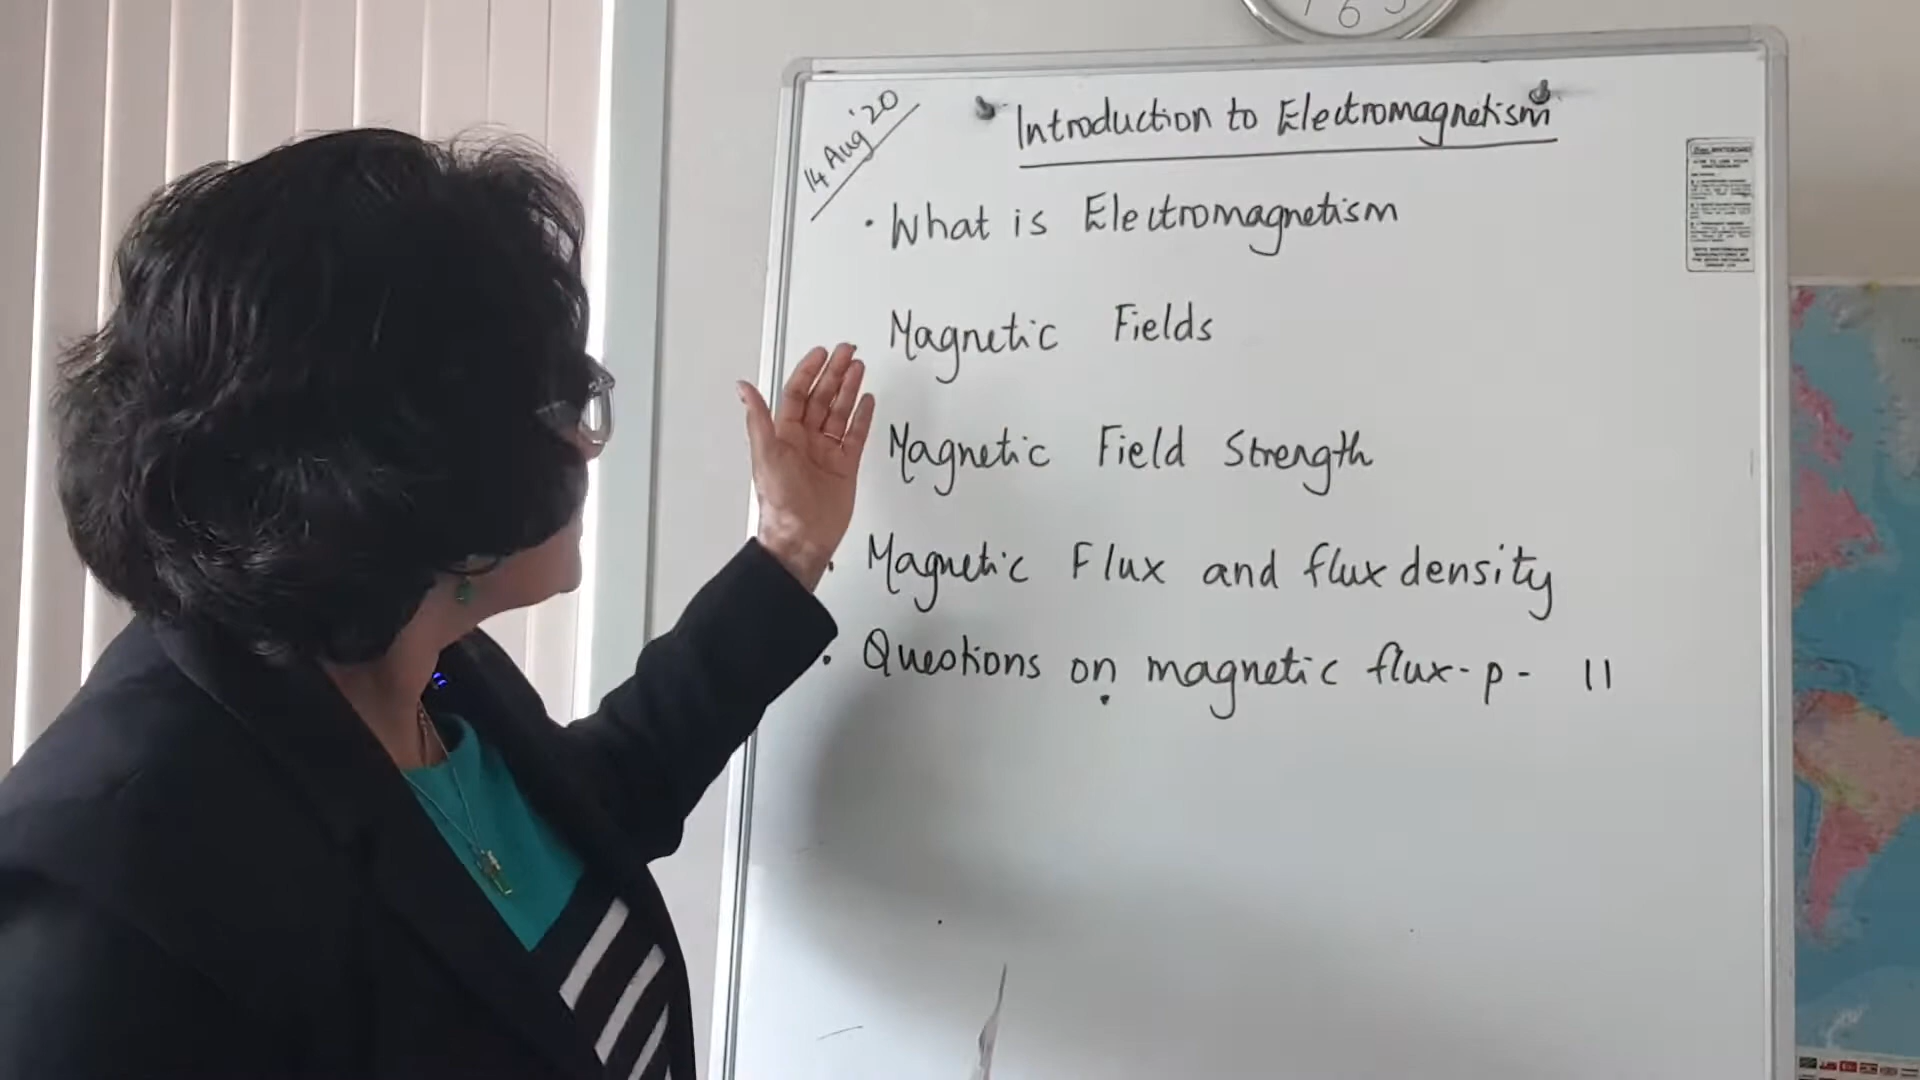 14 Aug '20
Introduction to Electromagnetism
· What is Electromagnetism
Magnetic Fields
Magnetic Field Strength
· Magnetic Flux and flux density
· Questions on magnetic flux - p - 11
6